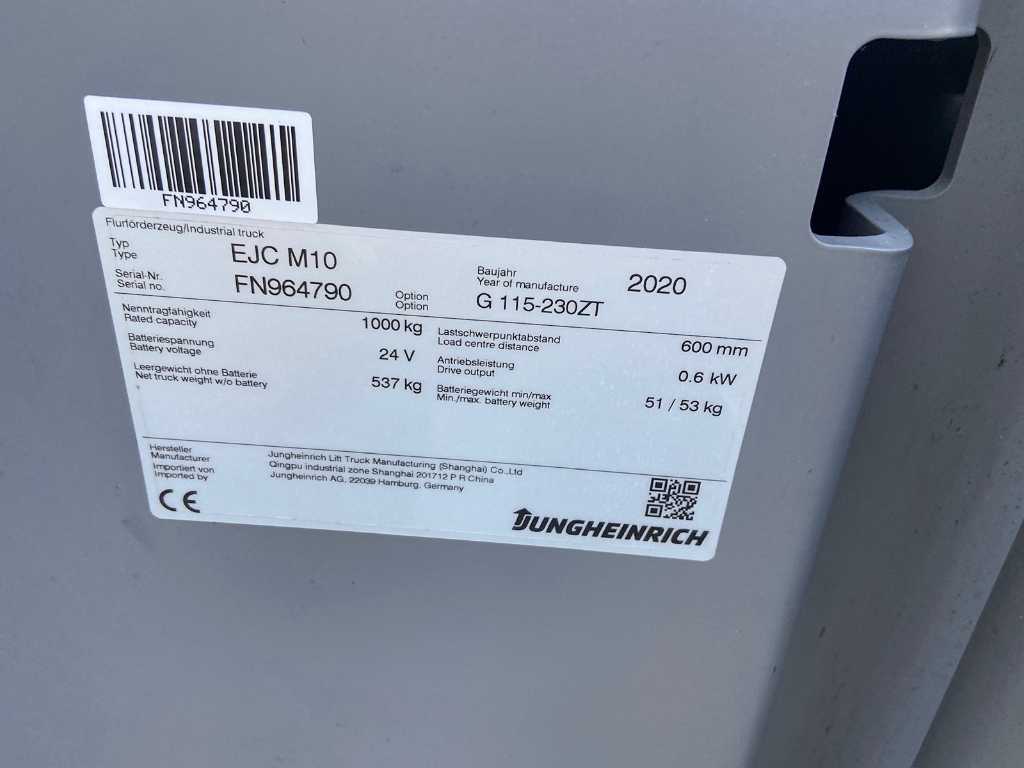 FN964790
Flurförderzeug/Industrial truck
Typ
Type
EJC M10
Baujahr
Year of manufacture
2020
Serial-Nr.
Serial no.
FN964790
Option
Option
G 115-230ZT
Nenntragfähigkeit
Rated capacity
1000 kg
Lastschwerpunktabstand
Load centre distance
600 mm
Batteriespannung
Battery voltage
24 V
Antriebsleistung
Drive output
0.6 kW
Leergewicht ohne Batterie
Net truck weight w/o battery
537 kg
Batteriegewicht min/max
Min./max. battery weight
51 / 53 kg
Hersteller
Manufacturer
Jungheinrich Lift Truck Manufacturing (Shanghai) Co.,Ltd
Qingpu industrial zone Shanghai 201712 P R China
Importiert von
Imported by
Jungheinrich AG, 22039 Hamburg, Germany
CE
JUNGHEINRICH